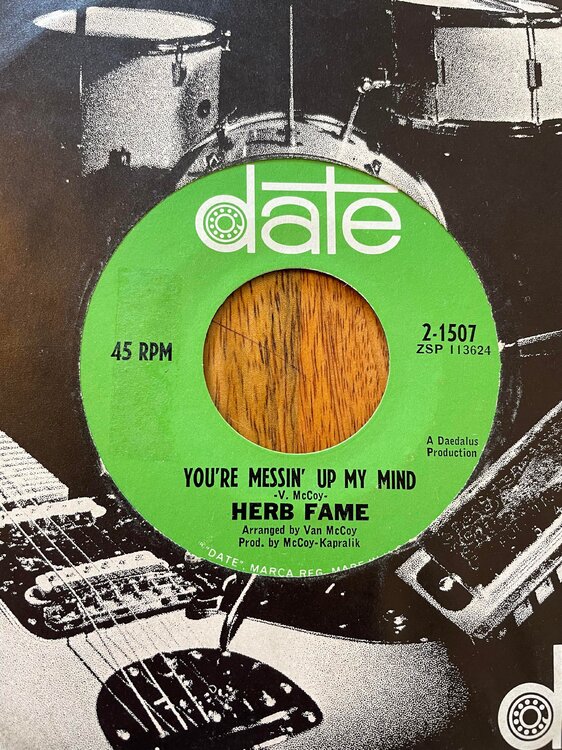 date
45 RPM
2-1507
ZSP 113624
A Daedalus
Production
YOU'RE MESSIN' UP MY MIND
-V. McCoy-
HERB FAME
Arranged by Van McCoy
Prod. by McCoy-Kapralik
"DATE", MARCA REG.
d